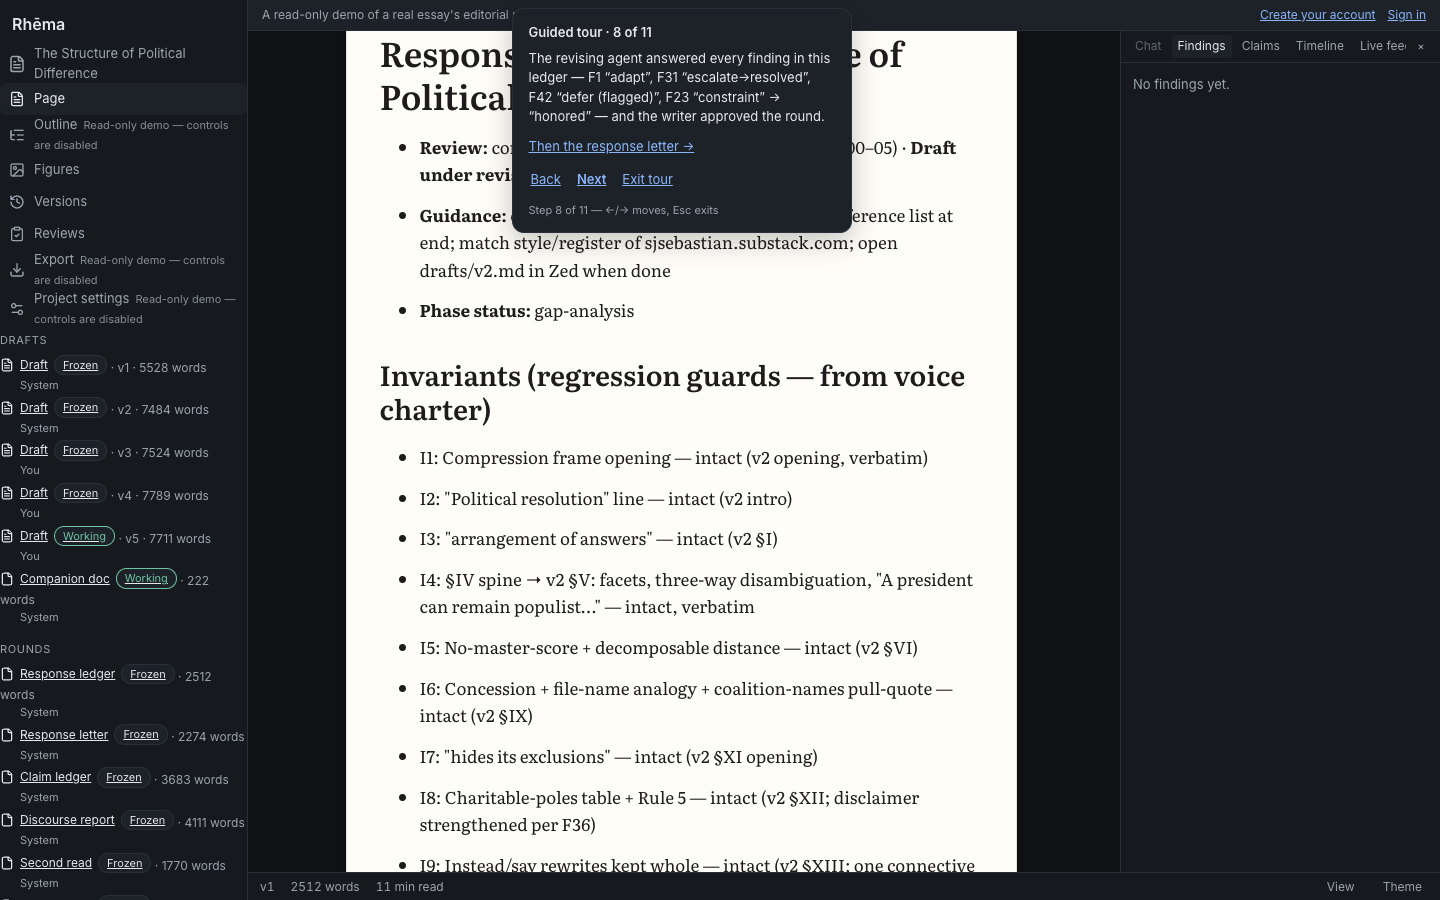 Rhēma
The Structure of Political
Difference
Page
Outline Read-only demo — controls
are disabled
Figures
Versions
Reviews
Export Read-only demo — controls
are disabled
Project settings Read-only demo —
controls are disabled
DRAFTS
Draft Frozen · v1 · 5528 words
System
Draft Frozen · v2 · 7484 words
System
Draft Frozen · v3 · 7524 words
You
Draft Frozen · v4 · 7789 words
You
Draft Working · v5 · 7711 words
You
Companion doc Working · 222
words
System
ROUNDS
Response ledger Frozen · 2512
words
System
Response letter Frozen · 2274 words
System
Claim ledger Frozen · 3683 words
System
Discourse report Frozen · 4111 words
System
Second read Frozen · 1770 words
System
A read-only demo of a real essay's editorial
Create your account Sign in
Guided tour · 8 of 11
The revising agent answered every finding in this
ledger — F1 “adapt”, F31 “escalate→resolved”,
F42 “defer (flagged)”, F23 “constraint” →
“honored” — and the writer approved the round.
Then the response letter →
Back Next Exit tour
Step 8 of 11 — ←/→ moves, Esc exits
Respons e of
Political
Review: 00–05) · Draft
under revi
Guidance: erence list at
end; match style/register of sjsebastian.substack.com; open
drafts/v2.md in Zed when done
Phase status: gap-analysis
Invariants (regression guards — from voice
charter)
I1: Compression frame opening — intact (v2 opening, verbatim)
I2: "Political resolution" line — intact (v2 intro)
I3: "arrangement of answers" — intact (v2 §I)
I4: §IV spine → v2 §V: facets, three-way disambiguation, "A president
can remain populist…" — intact, verbatim
I5: No-master-score + decomposable distance — intact (v2 §VI)
I6: Concession + file-name analogy + coalition-names pull-quote —
intact (v2 §IX)
I7: "hides its exclusions" — intact (v2 §XI opening)
I8: Charitable-poles table + Rule 5 — intact (v2 §XII; disclaimer
strengthened per F36)
I9: Instead/say rewrites kept whole — intact (v2 §XIII; one connective
Chat Findings Claims Timeline Live fee ×
No findings yet.
v1 2512 words 11 min read
View Theme